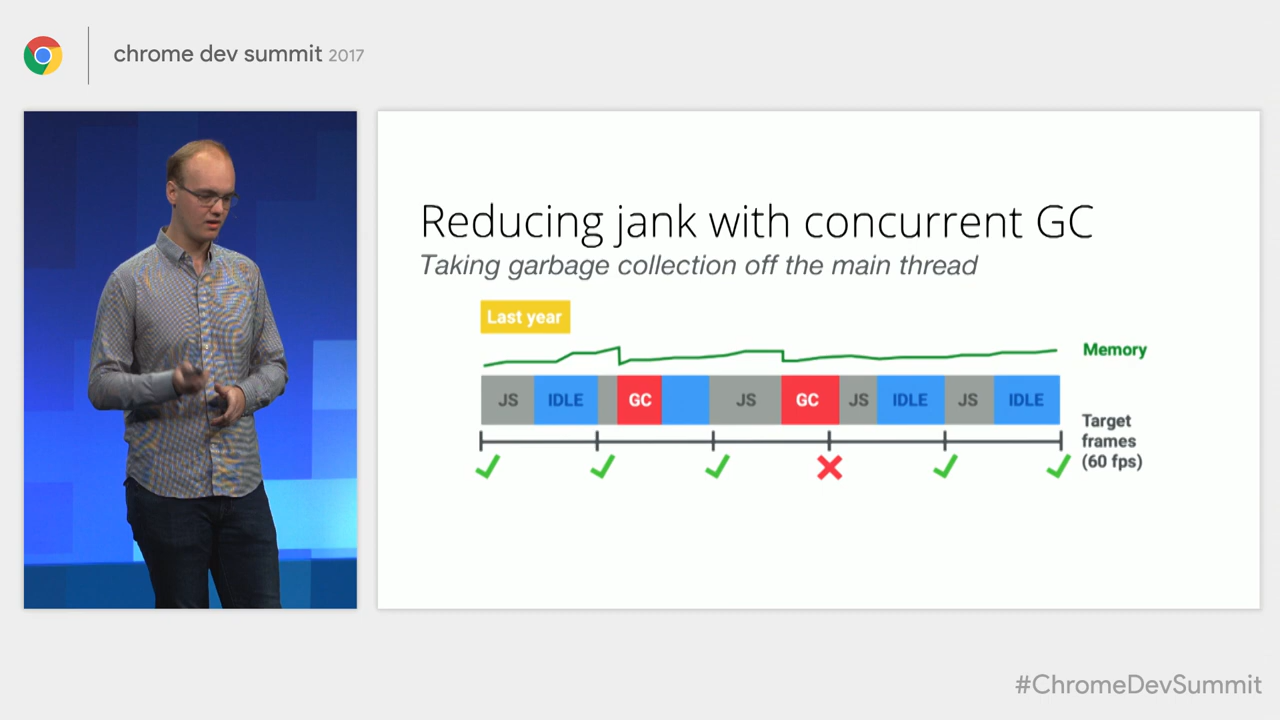 chrome dev summit 2017
Reducing jank with concurrent GC
Taking garbage collection off the main thread
Last year
Memory
JS IDLE GC JS GC JS IDLE JS IDLE
Target
frames
(60 fps)
#ChromeDevSummit